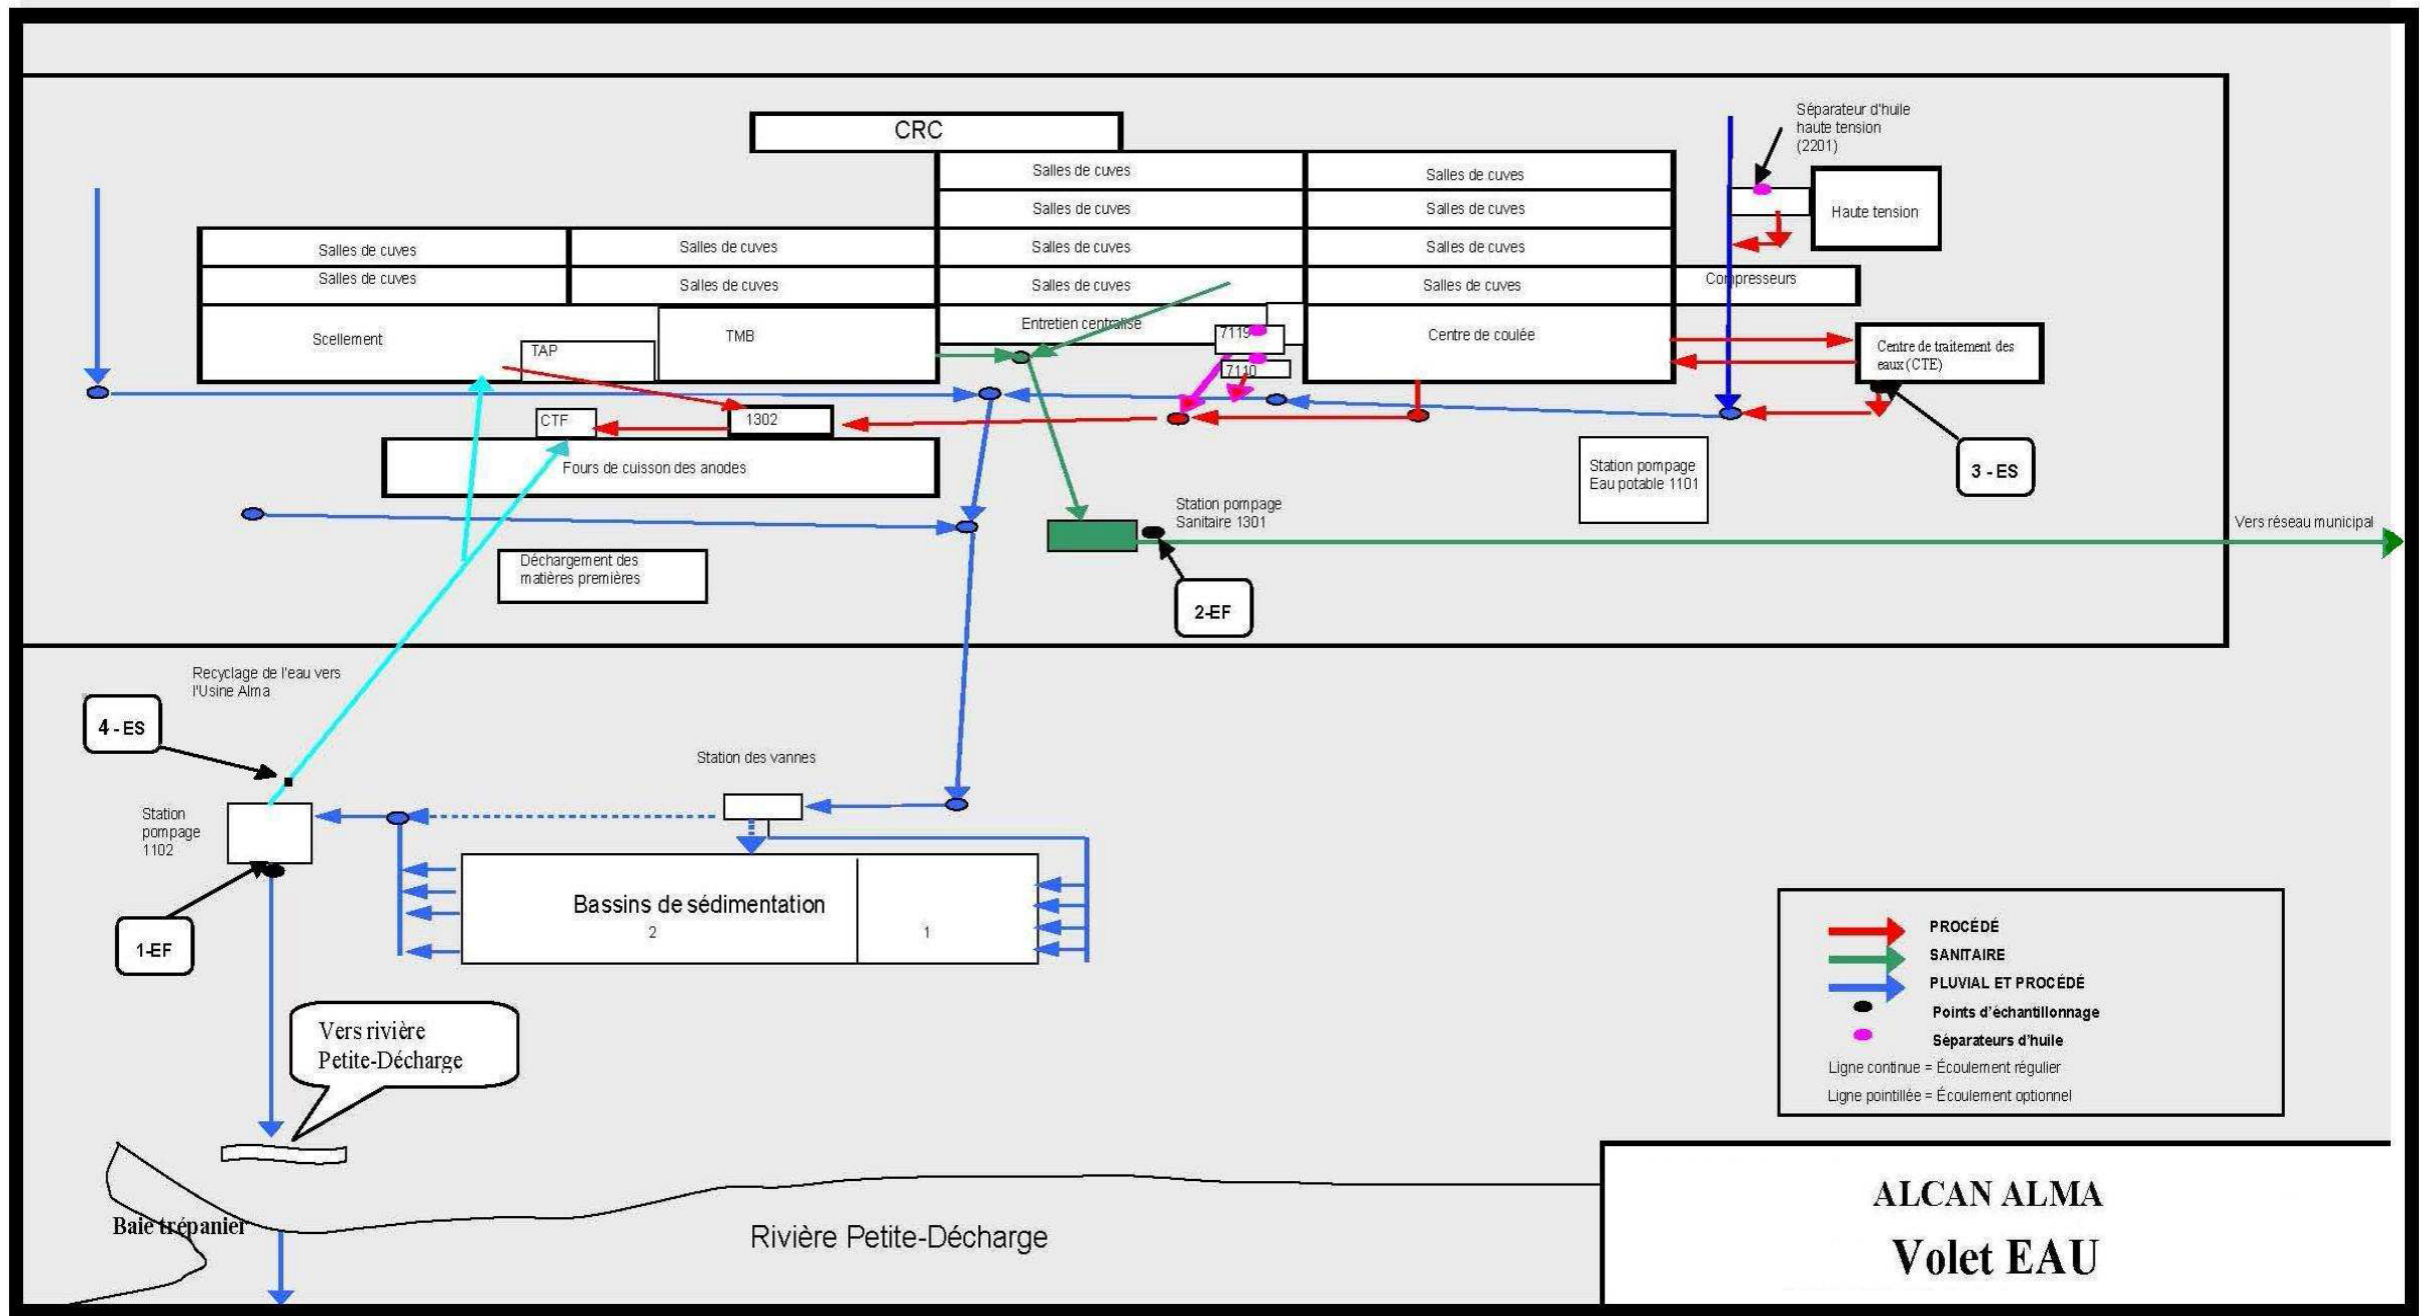 CRC
Séparateur d'huile
haute tension
(2201)
Salles de cuves
Salles de cuves
Salles de cuves
Salles de cuves
Haute tension
Salles de cuves
Salles de cuves
Salles de cuves
Salles de cuves
Salles de cuves
Salles de cuves
Salles de cuves
Salles de cuves
Compresseurs
Scellement
TAP
TMB
Entretien centralisé
7119
7110
Centre de coulée
Centre de traitement des
eaux (CTE)
CTF
1302
Fours de cuisson des anodes
Station pompage
Eau potable 1101
3 - ES
Station pompage
Sanitaire 1301
Vers réseau municipal
Déchargement des
matières premières
2-EF
Recyclage de l'eau vers
l'Usine Alma
4 - ES
Station des vannes
Station
pompage
1102
Bassins de sédimentation
2
1
1-EF
PROCÉDÉ
SANITAIRE
PLUVIAL ET PROCÉDÉ
Points d'échantillonnage
Séparateurs d'huile
Ligne continue = Écoulement régulier
Ligne pointillée = Écoulement optionnel
Vers rivière
Petite-Décharge
Baie trépanier
Rivière Petite-Décharge
ALCAN ALMA
Volet EAU